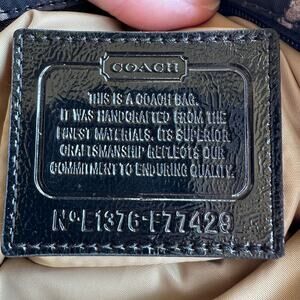 COACH
THIS IS A COACH BAG.
IT WAS HANDCRAFTED FROM THE
FINEST MATERIALS. ITS SUPERIOR
CRAFTSMANSHIP REFLECTS OUR
COMMITMENT TO ENDURING QUALITY.
No E1376-F77429